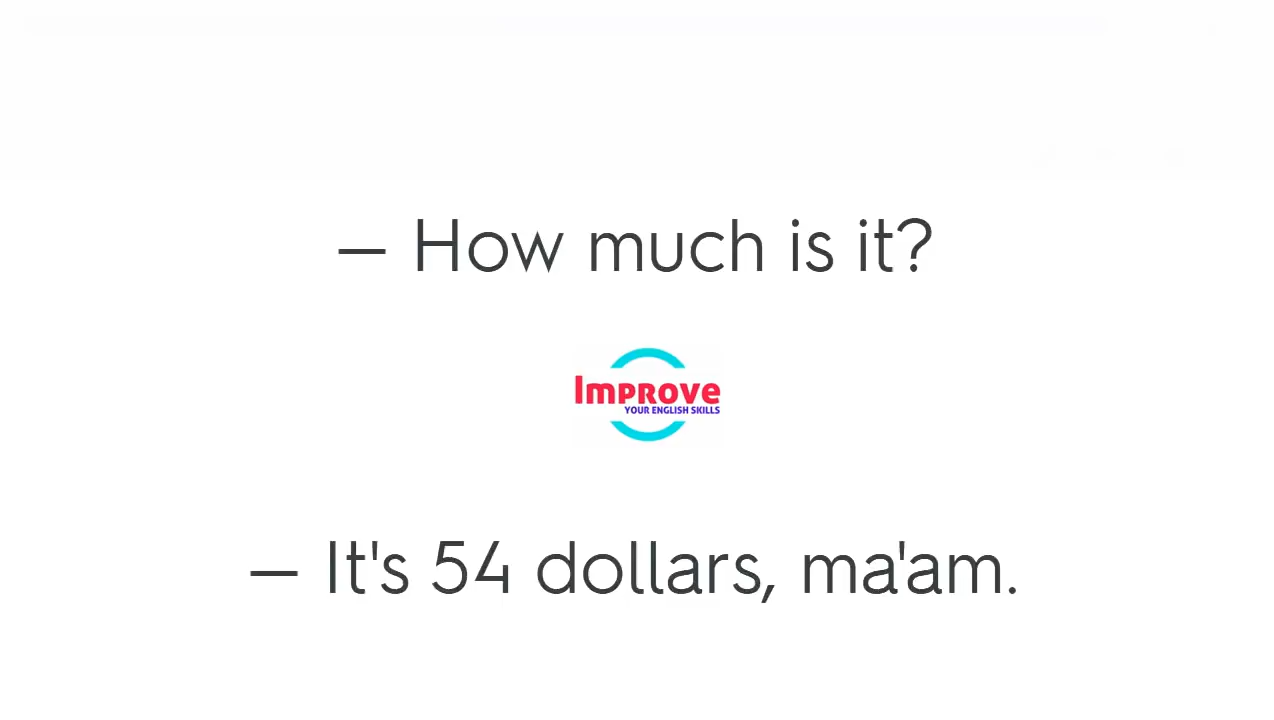 — How much is it?
Improve
YOUR ENGLISH SKILLS
— It's 54 dollars, ma'am.